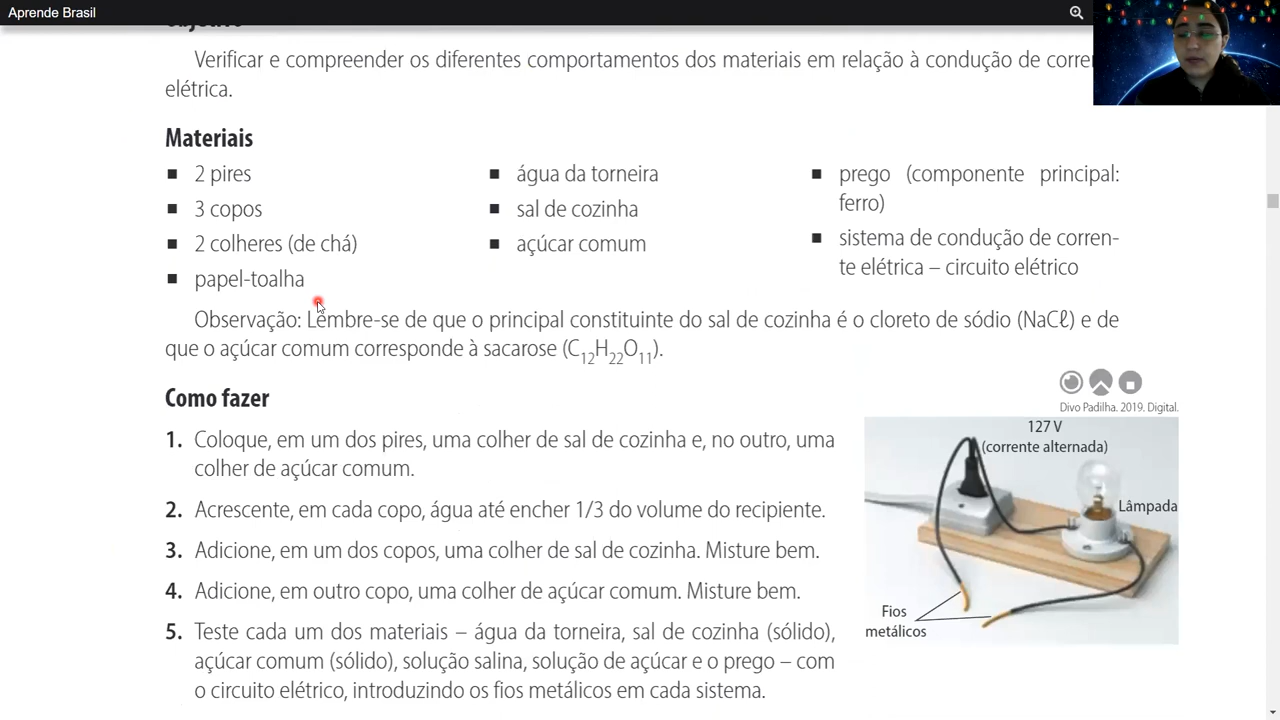 Aprende Brasil
Verificar e compreender os diferentes comportamentos dos materiais em relação à condução de
elétrica.
Materiais
■ 2 pires
■ 3 copos
■ 2 colheres (de chá)
■ papel-toalha
■ água da torneira
■ sal de cozinha
■ açúcar comum
■ prego (componente principal:
ferro)
■ sistema de condução de corren-
te elétrica – circuito elétrico
Observação: Lembre-se de que o principal constituinte do sal de cozinha é o cloreto de sódio (NaCℓ) e de
que o açúcar comum corresponde à sacarose (C12H22O11).
Como fazer
1. Coloque, em um dos pires, uma colher de sal de cozinha e, no outro, uma
colher de açúcar comum.
2. Acrescente, em cada copo, água até encher 1/3 do volume do recipiente.
3. Adicione, em um dos copos, uma colher de sal de cozinha. Misture bem.
4. Adicione, em outro copo, uma colher de açúcar comum. Misture bem.
5. Teste cada um dos materiais – água da torneira, sal de cozinha (sólido),
açúcar comum (sólido), solução salina, solução de açúcar e o prego – com
o circuito elétrico, introduzindo os fios metálicos em cada sistema.
Divo Padilha. 2019. Digital.
127 V
(corrente alternada)
Lâmpada
Fios
metálicos